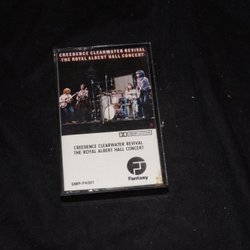 CREEDENCE CLEARWATER REVIVAL
THE ROYAL ALBERT HALL CONCERT
CREEDENCE CLEARWATER REVIVAL
THE ROYAL ALBERT HALL CONCERT
Fantasy